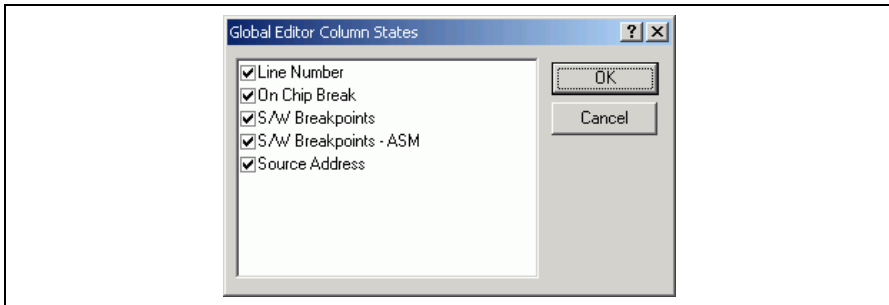 Global Editor Column States
Line Number
On Chip Break
S/W Breakpoints
S/W Breakpoints - ASM
Source Address
OK
Cancel